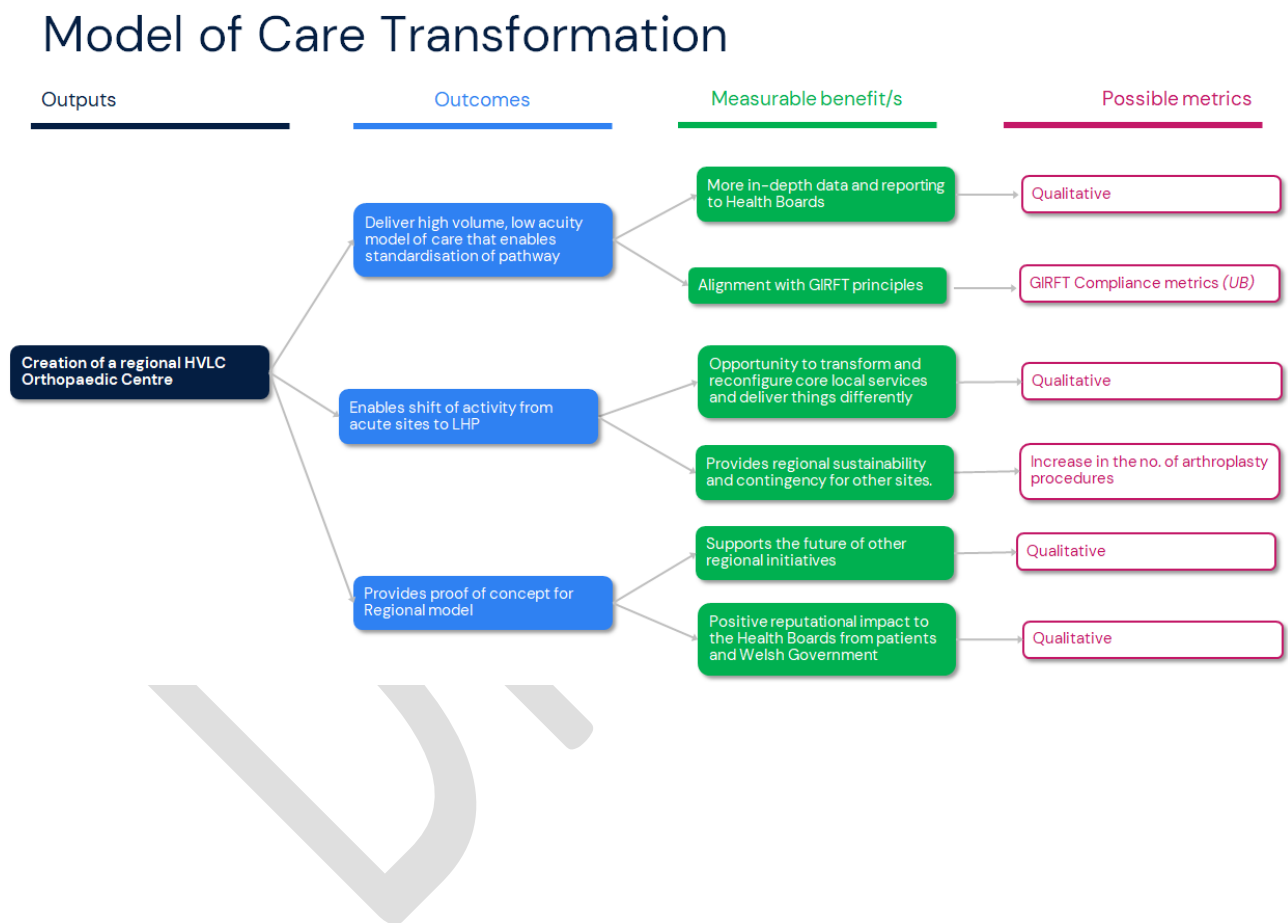 Model of Care Transformation
Outputs
Outcomes
Measurable benefit/s
Possible metrics
Creation of a regional HVLC
Orthopaedic Centre
Deliver high volume, low acuity
model of care that enables
standardisation of pathway
More in-depth data and reporting
to Health Boards
Qualitative
Alignment with GIRFT principles
GIRFT Compliance metrics (UB)
Enables shift of activity from
acute sites to LHP
Opportunity to transform and
reconfigure core local services
and deliver things differently
Qualitative
Provides regional sustainability
and contingency for other sites.
Increase in the no. of arthroplasty
procedures
Provides proof of concept for
Regional model
Supports the future of other
regional initiatives
Qualitative
Positive reputational impact to
the Health Boards from patients
and Welsh Government
Qualitative